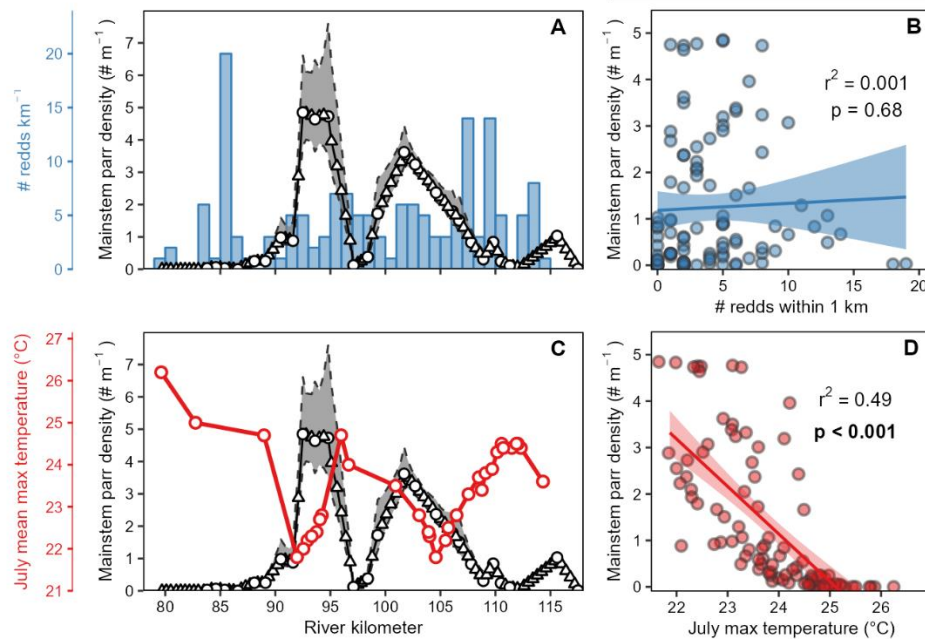 A
# redds km⁻¹
20
15
10
5
0
Mainstem parr density (# m⁻¹)
7
6
5
4
3
2
1
0
B
Mainstem parr density (# m⁻¹)
5
4
3
2
1
0
r² = 0.001
p = 0.68
0 5 10 15 20
# redds within 1 km
C
July mean max temperature (°C)
27
26
25
24
23
22
21
Mainstem parr density (# m⁻¹)
7
6
5
4
3
2
1
0
80 85 90 95 100 105 110 115
River kilometer
D
Mainstem parr density (# m⁻¹)
5
4
3
2
1
0
r² = 0.49
p < 0.001
22 23 24 25 26
July max temperature (°C)